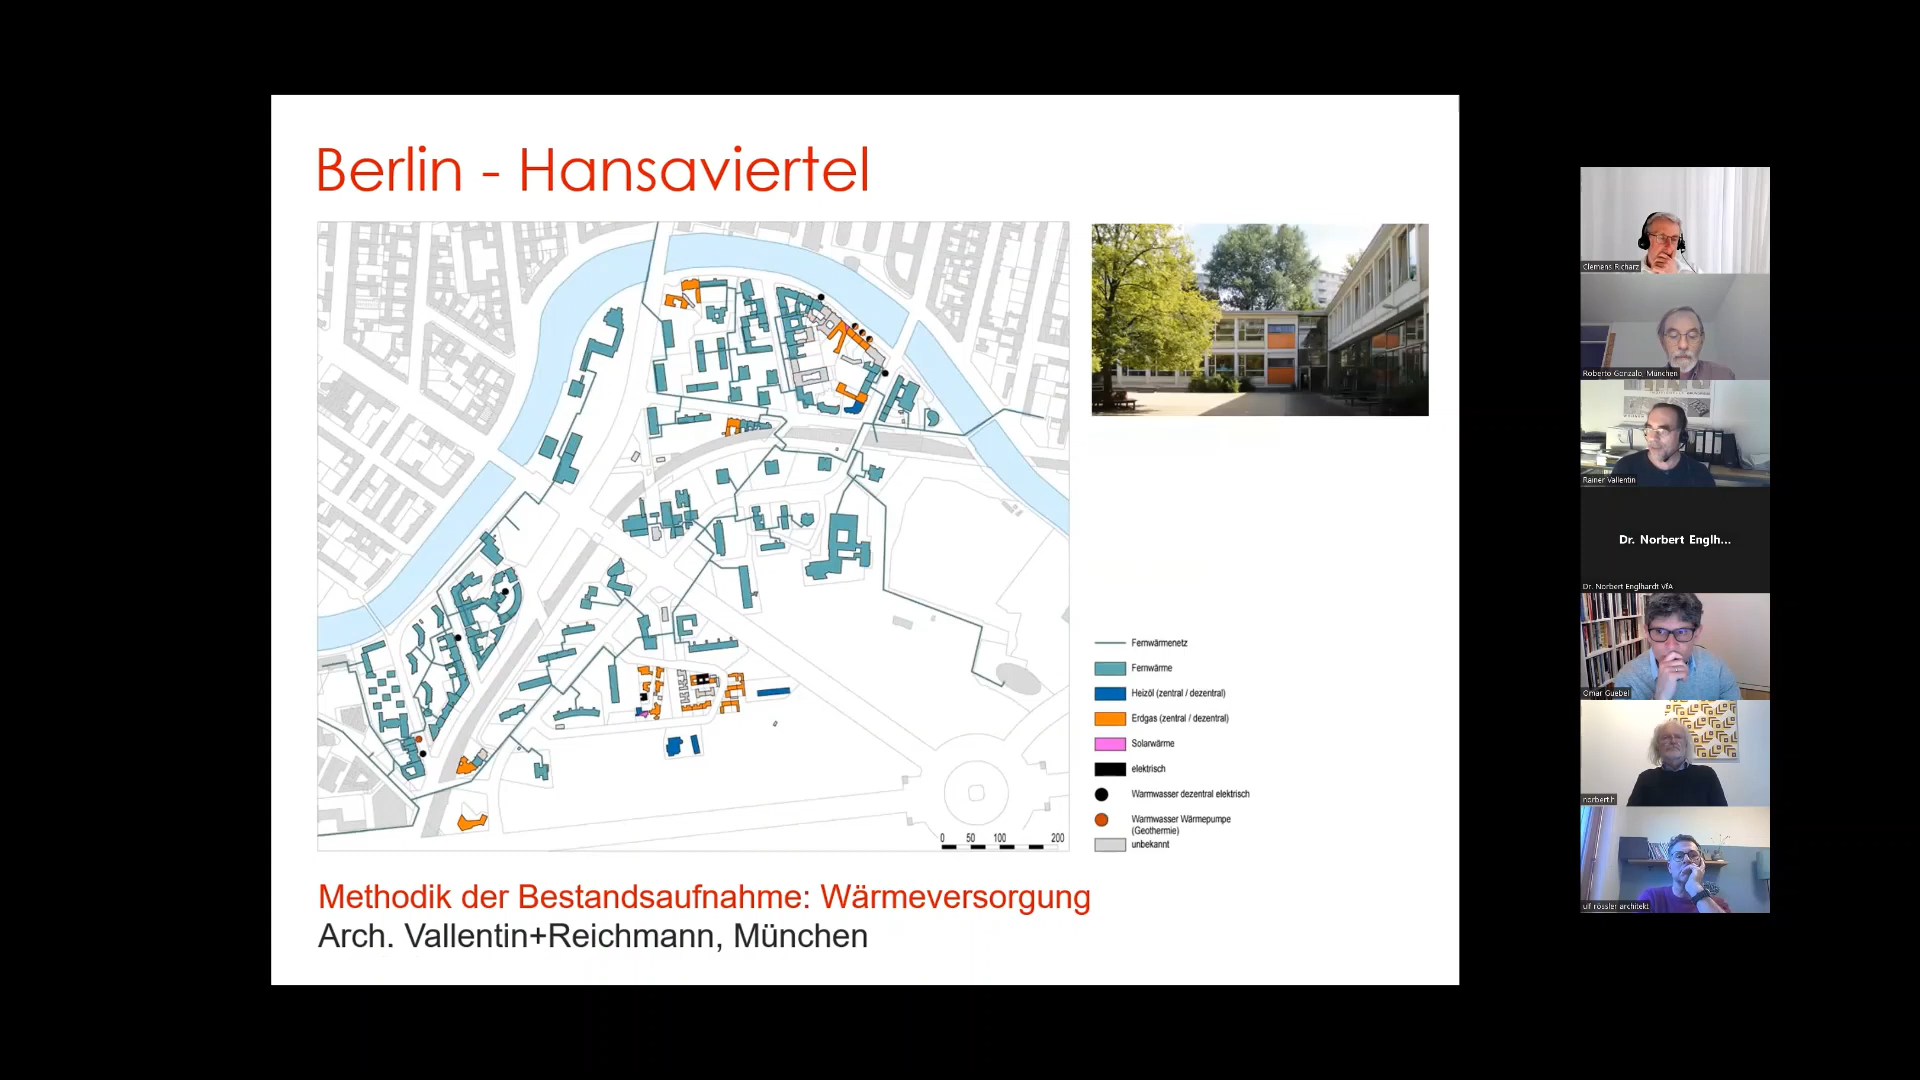 Berlin - Hansaviertel
Fernwärmenetz
Fernwärme
Heizöl (zentral / dezentral)
Erdgas (zentral / dezentral)
Solarwärme
elektrisch
Warmwasser dezentral elektrisch
Warmwasser Wärmepumpe
(Geothermie)
unbekannt
0 50 100 200
Methodik der Bestandsaufnahme: Wärmeversorgung
Arch. Vallentin+Reichmann, München
Clemens Richarz
Roberto Gonzalo, München
Rainer Vallentin
Dr. Norbert Englh...
Dr. Norbert Englhardt VfA
Omar Guebel
norbert.h
ulf rössler architekt